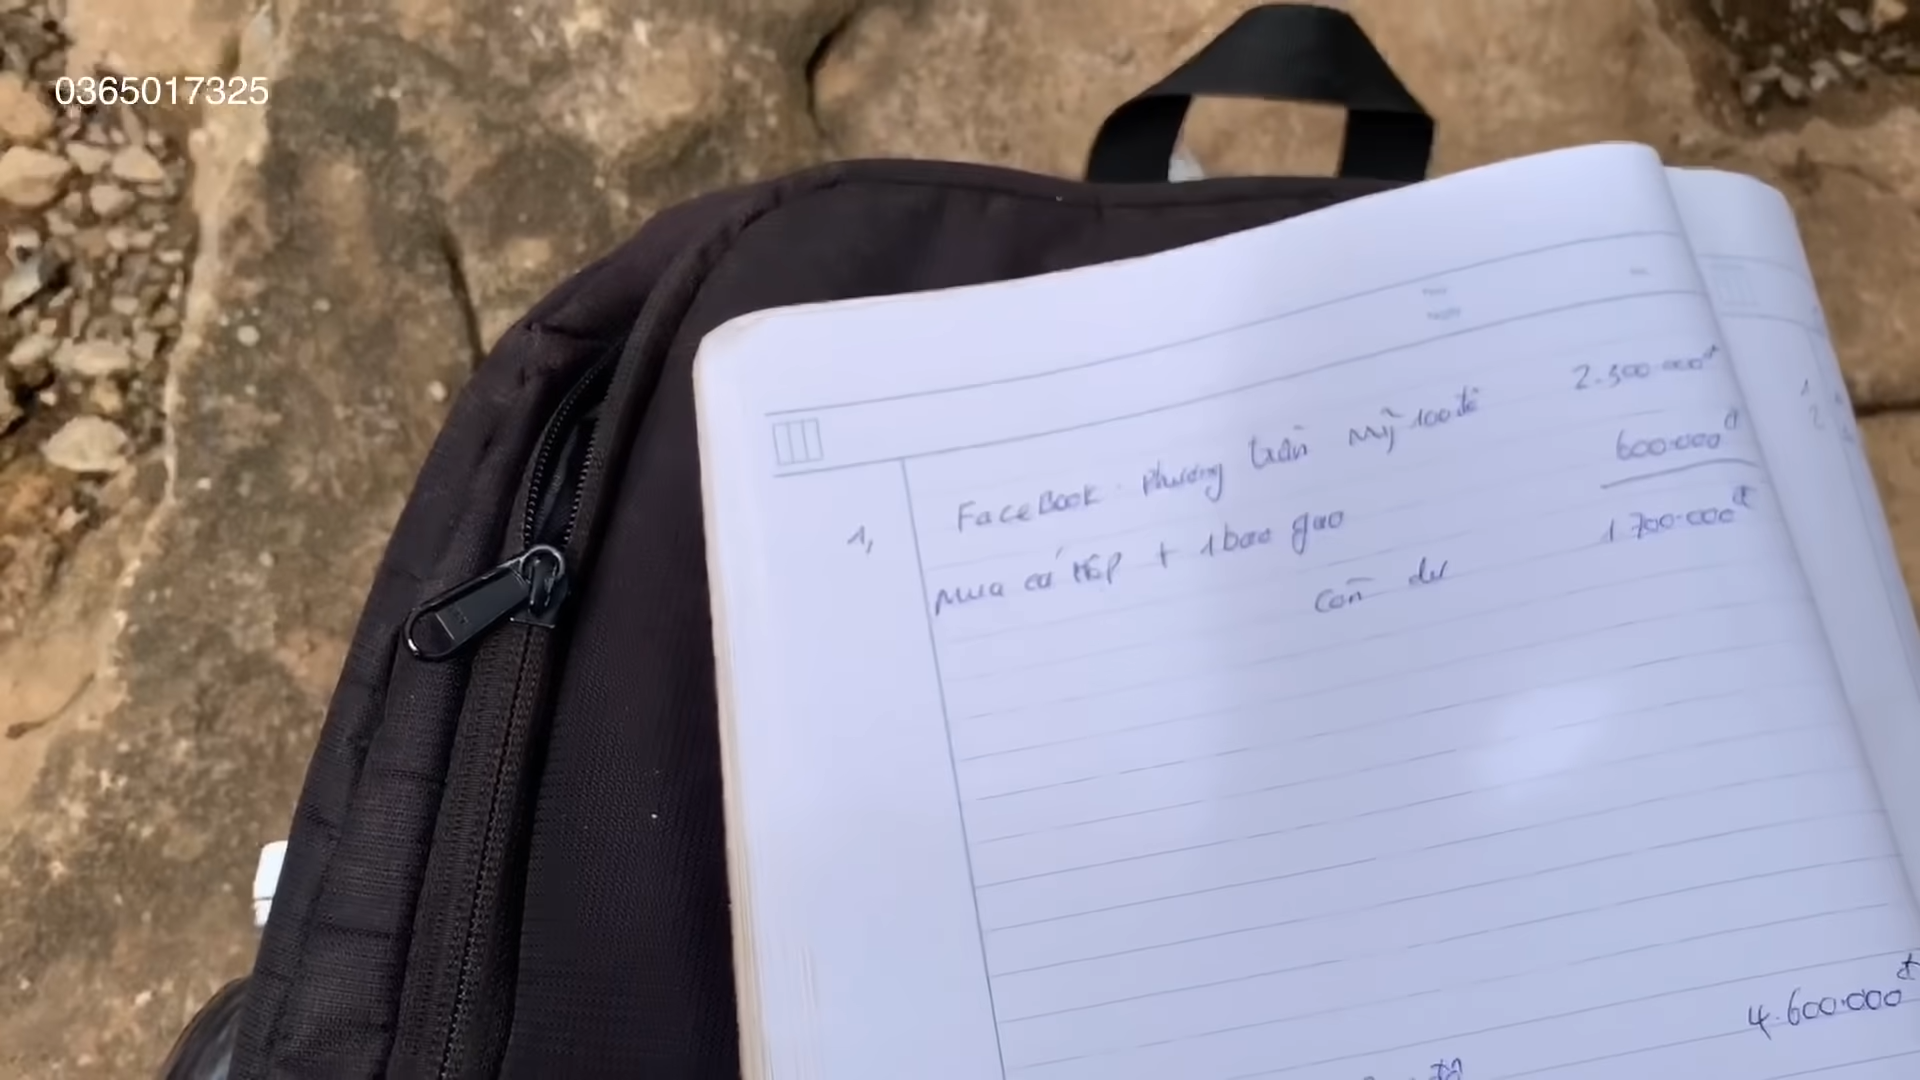 0365017325
1, FaceBook Phương trần Mỹ 100 đô 2.300.000đ
Mua cá hộp + 1 bao gạo 600.000đ
Còn dư 1.700.000đ
4.600.000đ
đô